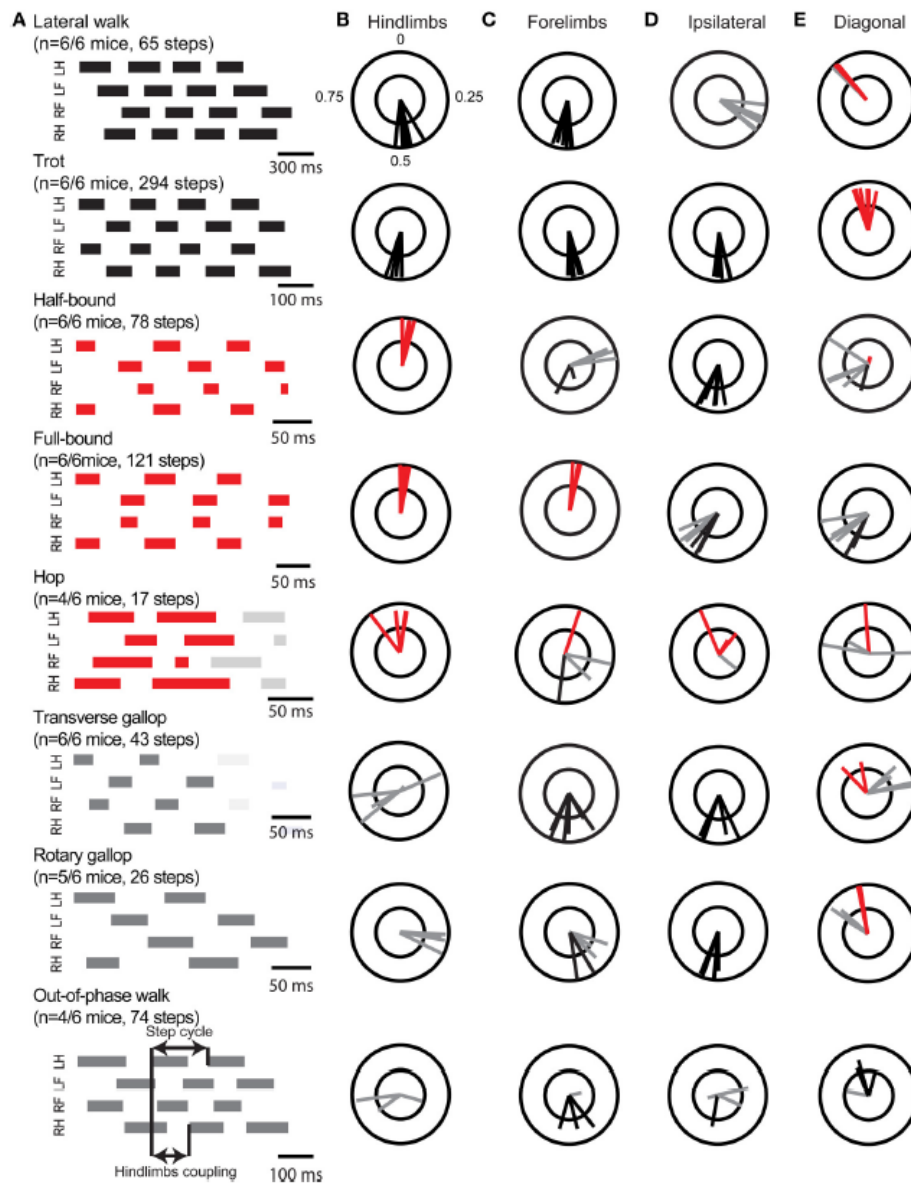 A Lateral walk B Hindlimbs C Forelimbs D Ipsilateral E Diagonal
(n=6/6 mice, 65 steps)
0
LH
LF
RF
RH
0.75 0.25
0.5
300 ms
Trot
(n=6/6 mice, 294 steps)
LH
LF
RF
RH
100 ms
Half-bound
(n=6/6 mice, 78 steps)
LH
LF
RF
RH
50 ms
Full-bound
(n=6/6mice, 121 steps)
LH
LF
RF
RH
50 ms
Hop
(n=4/6 mice, 17 steps)
LH
LF
RF
RH
50 ms
Transverse gallop
(n=6/6 mice, 43 steps)
LH
LF
RF
RH
50 ms
Rotary gallop
(n=5/6 mice, 26 steps)
LH
LF
RF
RH
50 ms
Out-of-phase walk
(n=4/6 mice, 74 steps)
Step cycle
LH
LF
RF
RH
Hindlimbs coupling
100 ms